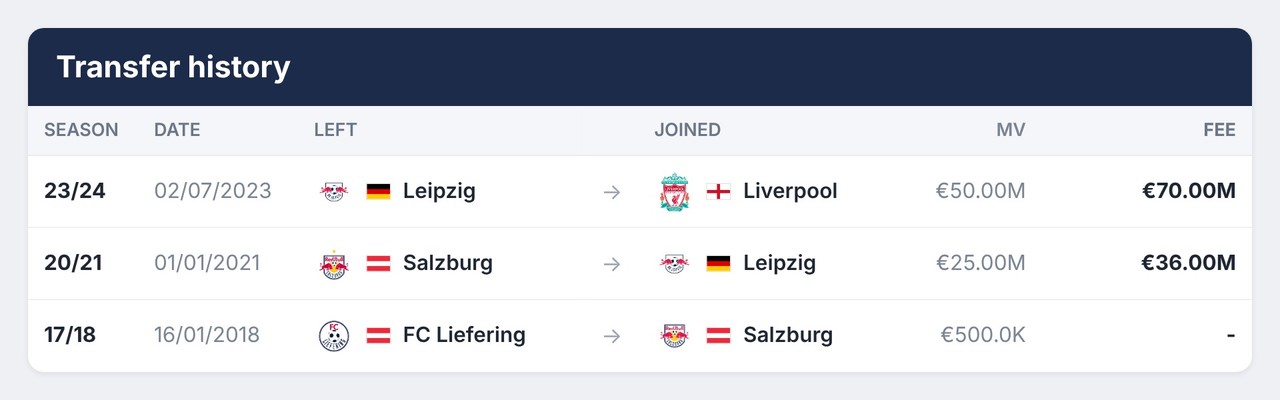 Transfer history
SEASON DATE LEFT JOINED MV FEE
23/24 02/07/2023 Leipzig → Liverpool €50.00M €70.00M
20/21 01/01/2021 Salzburg → Leipzig €25.00M €36.00M
17/18 16/01/2018 FC Liefering → Salzburg €500.0K -